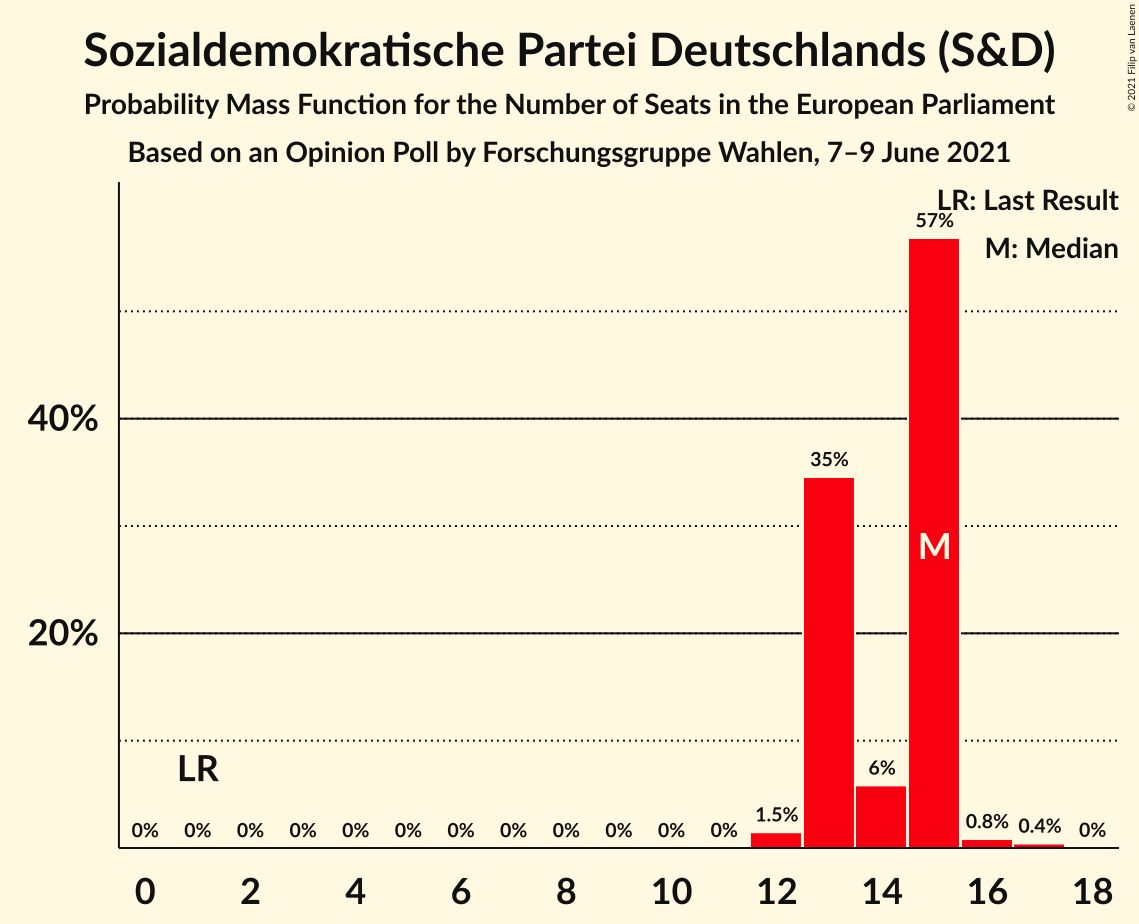 Sozialdemokratische Partei Deutschlands (S&D)
Probability Mass Function for the Number of Seats in the European Parliament
Based on an Opinion Poll by Forschungsgruppe Wahlen, 7–9 June 2021
© 2021 Filip van Laenen
LR: Last Result
M: Median
57%
40%
35%
M
20%
LR
6%
0% 0% 0% 0% 0% 0% 0% 0% 0% 0% 0% 0% 1.5% 0.8% 0.4% 0%
0 2 4 6 8 10 12 14 16 18